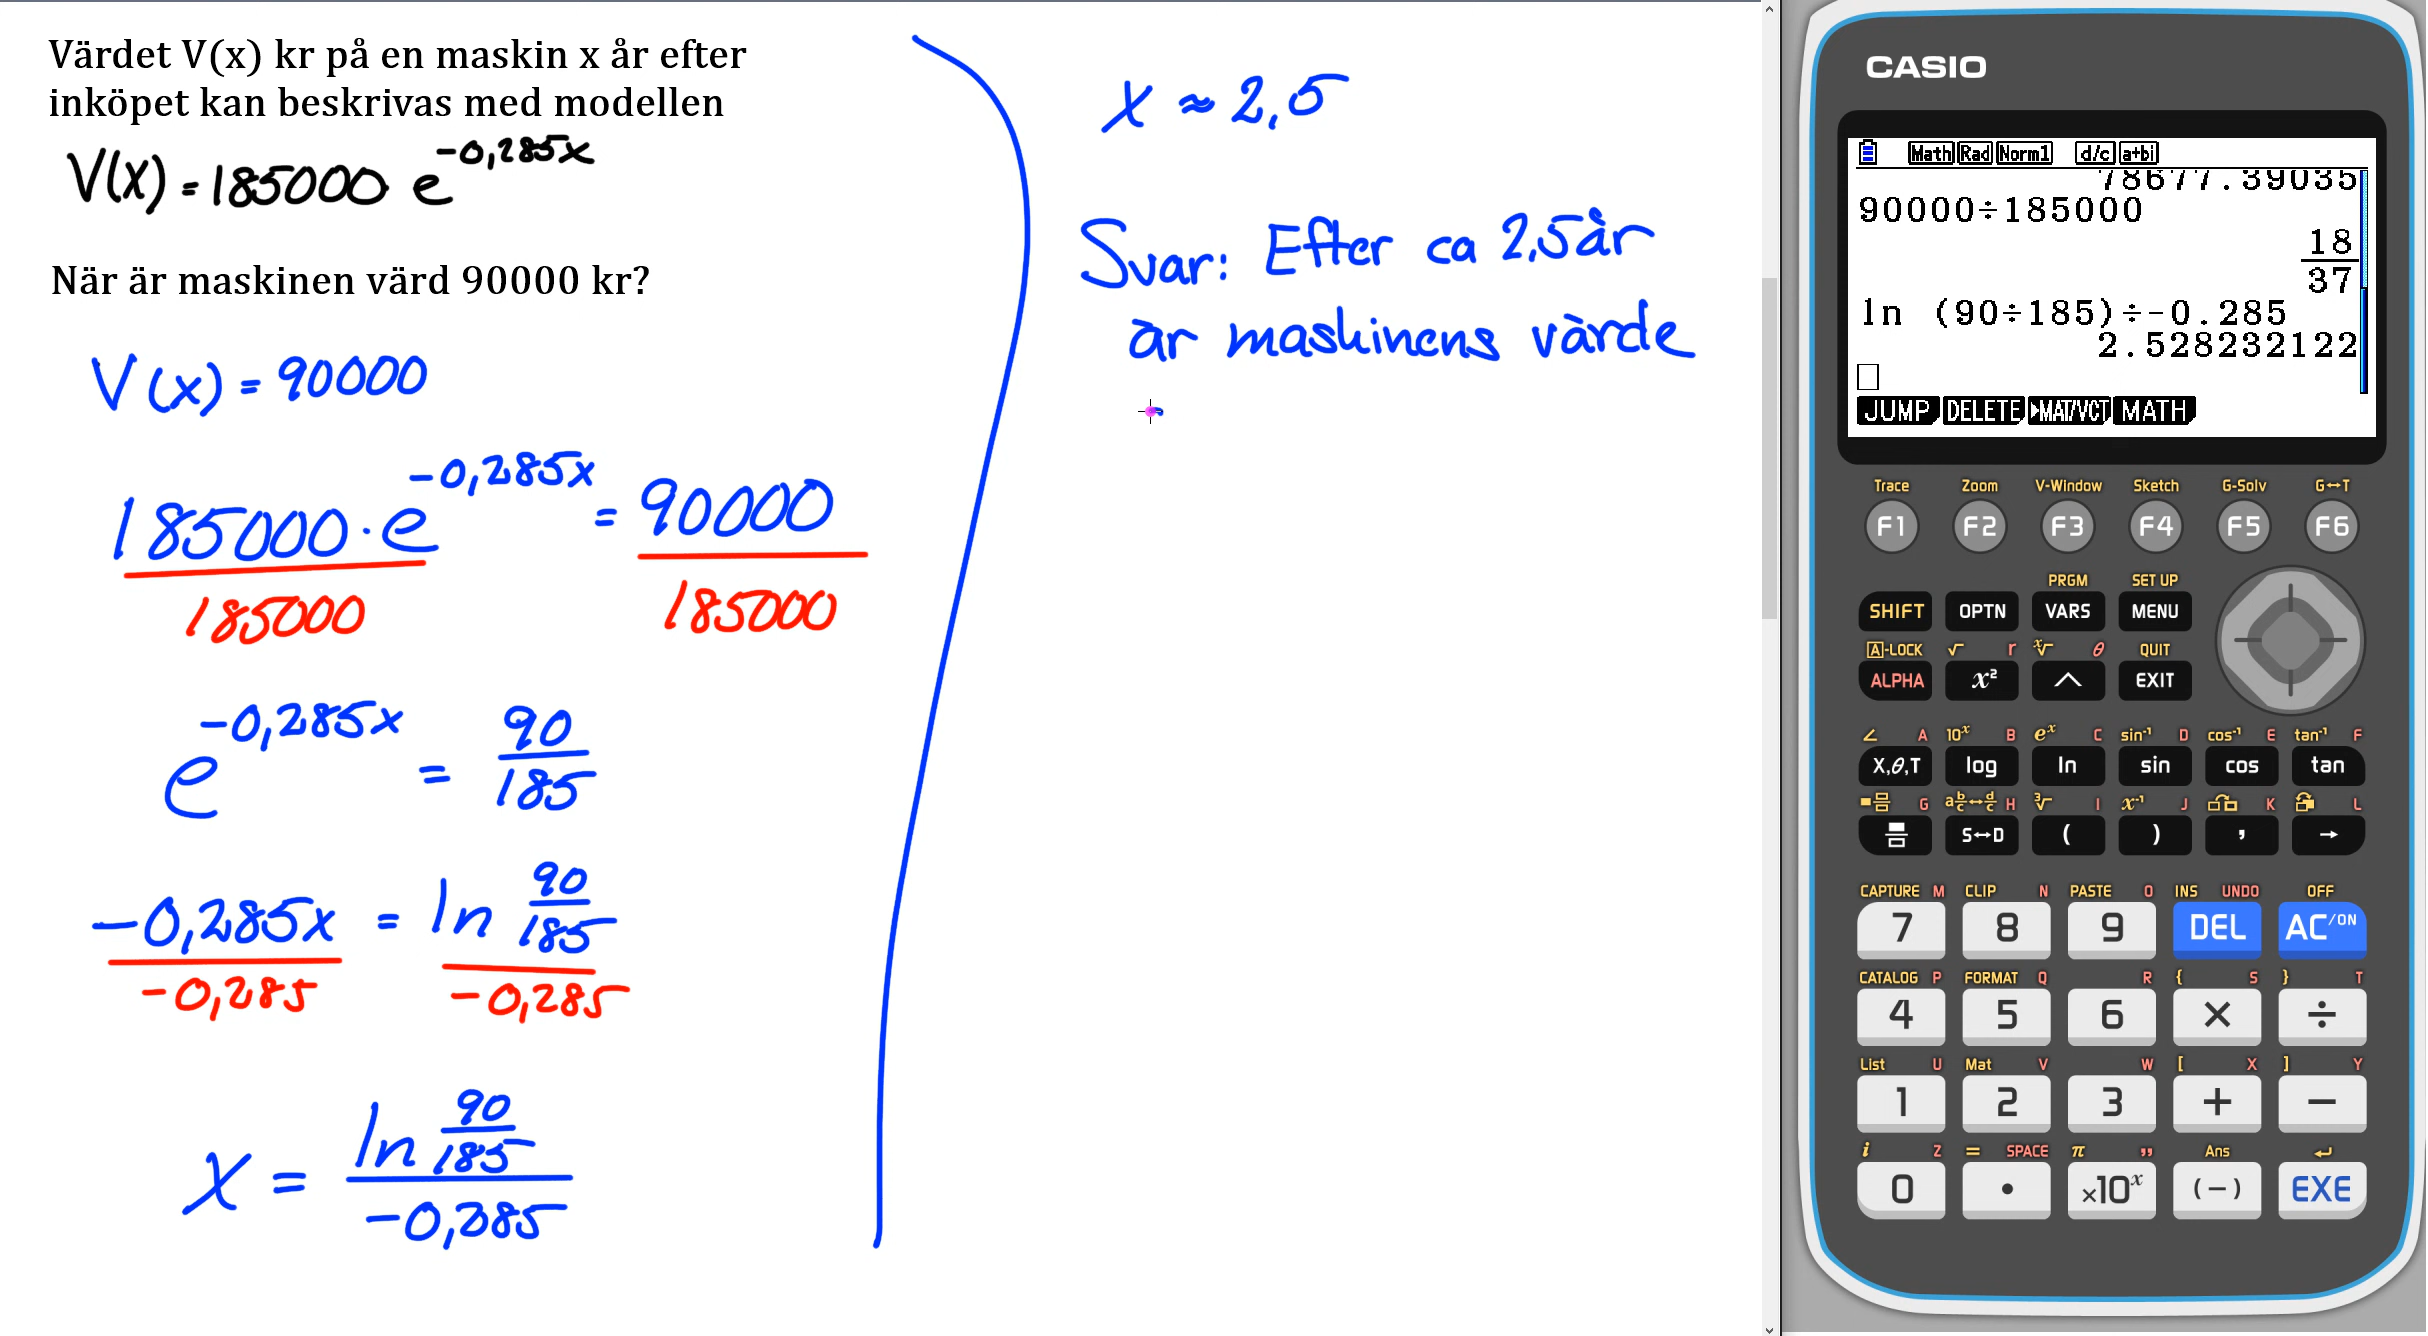 Värdet V(x) kr på en maskin x år efter
inköpet kan beskrivas med modellen
V(x) = 185000 e^-0,285x
När är maskinen värd 90000 kr?
V(x) = 90000
185000 · e^-0,285x = 90000
185000 185000
e^-0,285x = 90/185
-0,285x = ln 90/185
-0,285 -0,285
x = ln 90/185
-0,285
x ≈ 2,5
Svar: Efter ca 2,5 år
är maskinens värde
CASIO
Math Rad Norm1 d/c a+bi
78677.39035
90000÷185000
18
37
ln (90÷185)÷-0.285
2.528232122
JUMP DELETE ▶MAT/VCT MATH
Trace Zoom V-Window Sketch G-Solv G↔T
F1 F2 F3 F4 F5 F6
PRGM SET UP
SHIFT OPTN VARS MENU
A-LOCK √ r ˣ√ θ QUIT
ALPHA x² ^ EXIT
∠ A 10ˣ B eˣ C sin⁻¹ D cos⁻¹ E tan⁻¹ F
X,θ,T log ln sin cos tan
G a b/c↔d/c H ³√ I x⁻¹ J K L
S↔D ( ) , →
CAPTURE M CLIP N PASTE O INS UNDO OFF
7 8 9 DEL AC/ON
CATALOG P FORMAT Q R { S } T
4 5 6 × ÷
List U Mat V W [ X ] Y
1 2 3 + −
i Z = SPACE π ” Ans ↵
0 • ×10ˣ (−) EXE